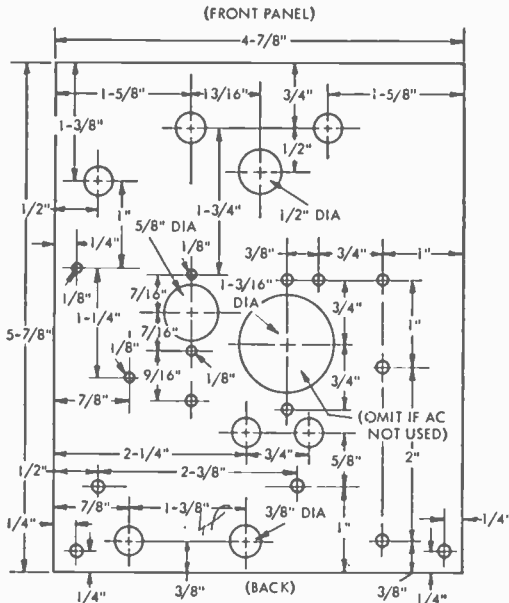 (FRONT PANEL)
4-7/8"
1-5/8" 13/16" 3/4" 1-5/8"
1-3/8"
1/2"
1/2" 1" 1-3/4" 1/2" DIA
5/8" DIA
1/4" 1/8" 3/8" 3/4" 1"
1/8" 7/16" 1-3/16" DIA
1-1/4" 3/4" 1"
5-7/8"
7/16"
1/8" 1/8" 3/4"
9/16"
7/8" (OMIT IF AC
NOT USED)
2-1/4" 3/4" 5/8" 2"
1/2" 2-3/8"
7/8" 1-3/8" 3/8" DIA 1"
1/4" 1/4"
(BACK)
1/4" 3/8" 3/8" 1/4"